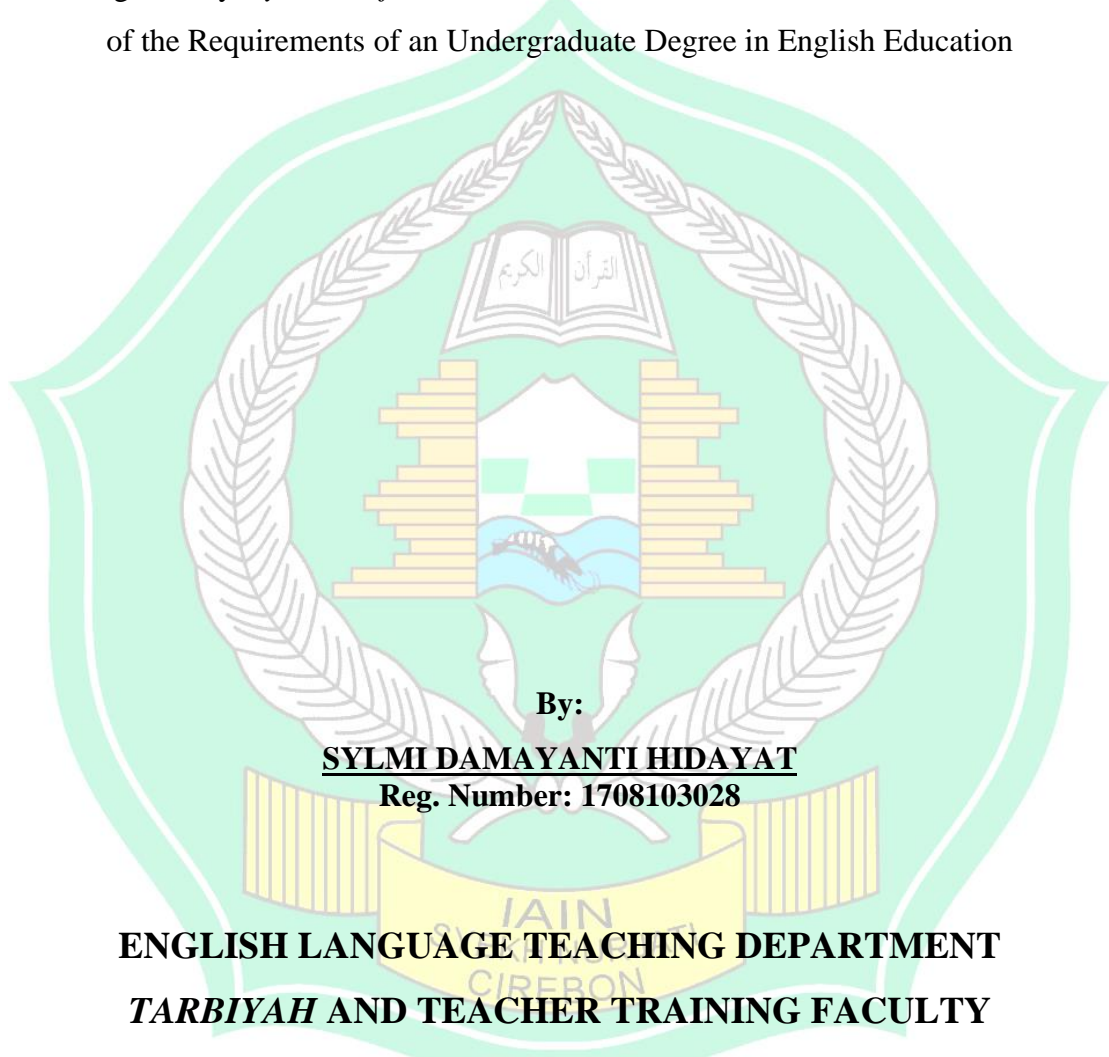 of the Requirements of an Undergraduate Degree in English Education
القرآن الكريم
By:
SYLMI DAMAYANTI HIDAYAT
Reg. Number: 1708103028
IAIN
ENGLISH LANGUAGE TEACHING DEPARTMENT
CIREBON
TARBIYAH AND TEACHER TRAINING FACULTY